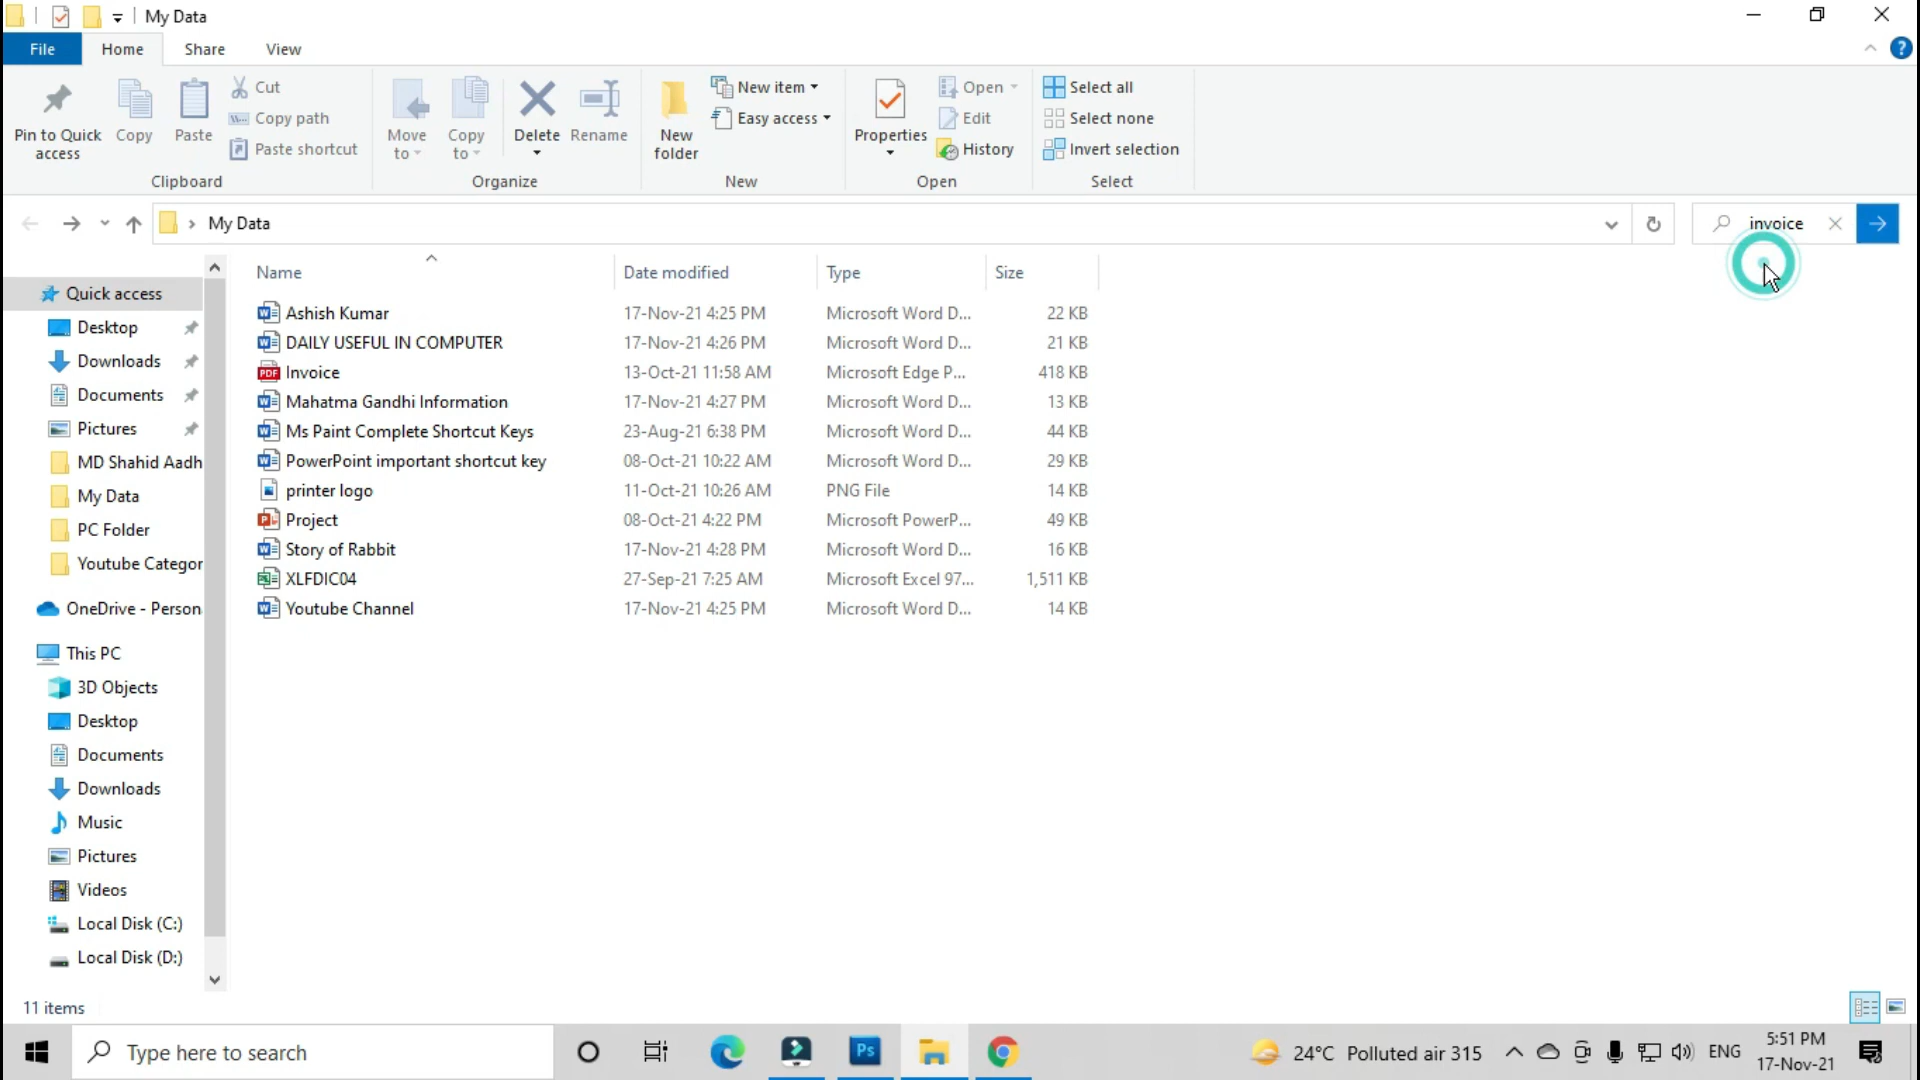 My Data
File Home Share View
Pin to Quick access
Copy
Paste
Cut
Copy path
Paste shortcut
Clipboard
Move to
Copy to
Delete
Rename
Organize
New folder
New item
Easy access
New
Properties
Open
Edit
History
Open
Select all
Select none
Invert selection
Select
My Data
invoice
Name Date modified Type Size
Ashish Kumar 17-Nov-21 4:25 PM Microsoft Word D... 22 KB
DAILY USEFUL IN COMPUTER 17-Nov-21 4:26 PM Microsoft Word D... 21 KB
PDF Invoice 13-Oct-21 11:58 AM Microsoft Edge P... 418 KB
Mahatma Gandhi Information 17-Nov-21 4:27 PM Microsoft Word D... 13 KB
Ms Paint Complete Shortcut Keys 23-Aug-21 6:38 PM Microsoft Word D... 44 KB
PowerPoint important shortcut key 08-Oct-21 10:22 AM Microsoft Word D... 29 KB
printer logo 11-Oct-21 10:26 AM PNG File 14 KB
Project 08-Oct-21 4:22 PM Microsoft PowerP... 49 KB
Story of Rabbit 17-Nov-21 4:28 PM Microsoft Word D... 16 KB
XLFDIC04 27-Sep-21 7:25 AM Microsoft Excel 97... 1,511 KB
Youtube Channel 17-Nov-21 4:25 PM Microsoft Word D... 14 KB
Quick access
Desktop
Downloads
Documents
Pictures
MD Shahid Aadh
My Data
PC Folder
Youtube Categor
OneDrive - Person
This PC
3D Objects
Desktop
Documents
Downloads
Music
Pictures
Videos
Local Disk (C:)
Local Disk (D:)
11 items
Type here to search
Ps
24°C Polluted air 315
ENG
5:51 PM
17-Nov-21